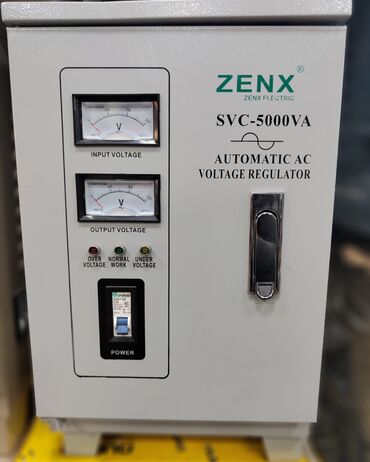 ZENX®
ZENX ELECTRIC
SVC-5000VA
AUTOMATIC AC
VOLTAGE REGULATOR
V
INPUT VOLTAGE
V
OUTPUT VOLTAGE
OVER VOLTAGE
NORMAL WORK
UNDER VOLTAGE
POWER